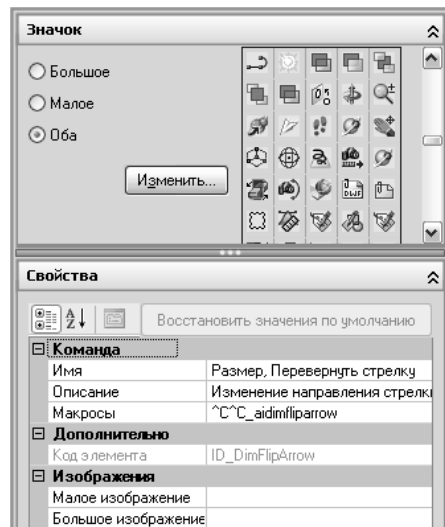 Значок
Большое
Малое
Оба
Изменить...
DWF
Свойства
Восстановить значения по умолчанию
Команда
Имя Размер, Перевернуть стрелку
Описание Изменение направления стрелки
Макросы ^C^C_aidimfliparrow
Дополнительно
Код элемента ID_DimFlipArrow
Изображения
Малое изображение
Большое изображение